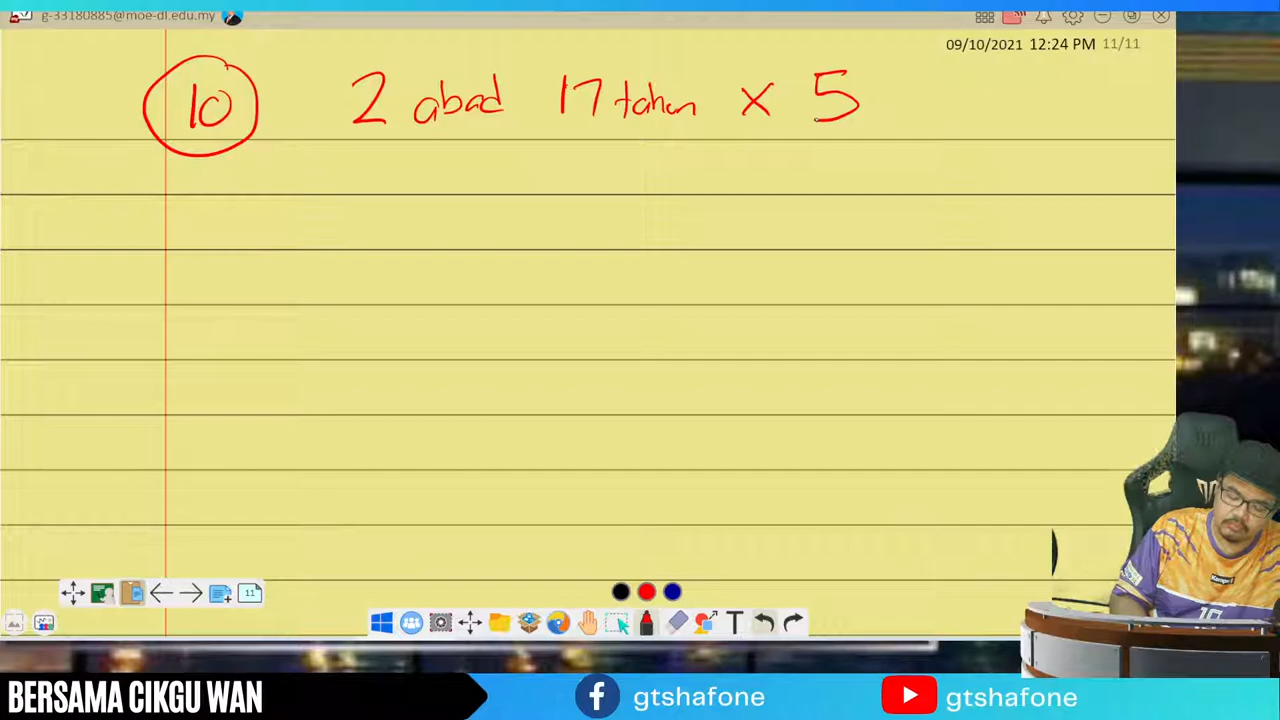 g-33180885@moe-dl.edu.my
09/10/2021 12:24 PM 11/11
10 2 abad 17 tahun x 5
11
T
BERSAMA CIKGU WAN
gtshafone
gtshafone